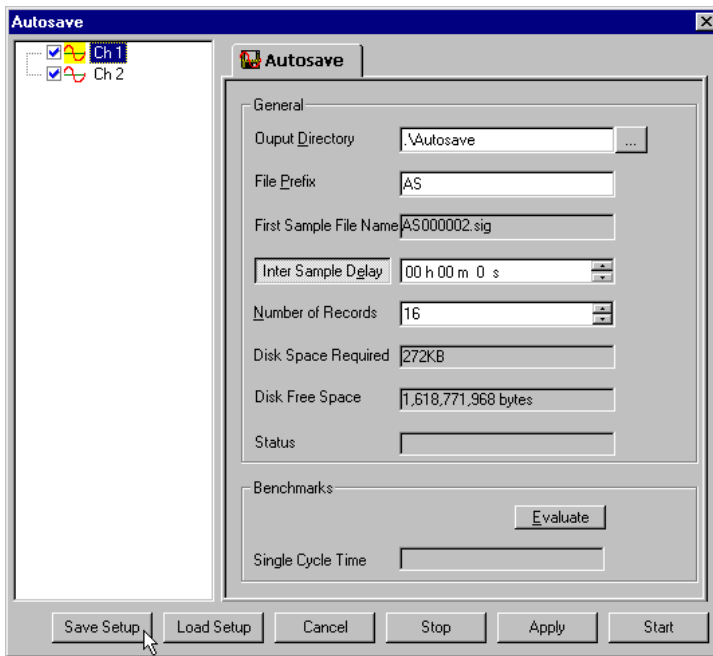 Autosave
Ch 1
Ch 2
Autosave
General
Ouput Directory .\Autosave ...
File Prefix AS
First Sample File Name AS000002.sig
Inter Sample Delay 00 h 00 m 0 s
Number of Records 16
Disk Space Required 272KB
Disk Free Space 1,618,771,968 bytes
Status
Benchmarks
Evaluate
Single Cycle Time
Save Setup Load Setup Cancel Stop Apply Start